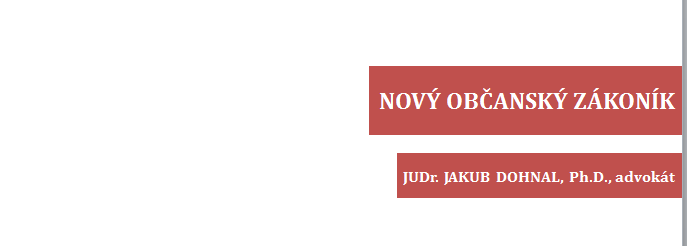 NOVÝ OBČANSKÝ ZÁKONÍK
JUDr. JAKUB DOHNAL, Ph.D., advokát